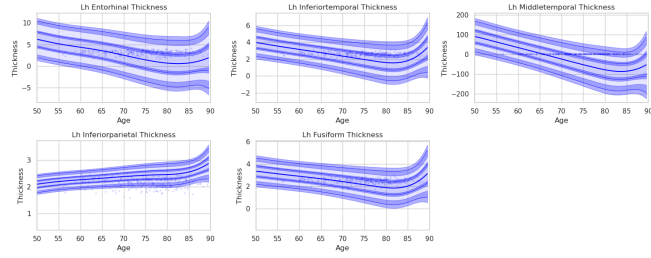 Lh Entorhinal Thickness
10
5
0
−5
Thickness
50 55 60 65 70 75 80 85 90
Age
Lh Inferiortemporal Thickness
6
4
2
0
−2
Thickness
50 55 60 65 70 75 80 85 90
Age
Lh Middletemporal Thickness
200
100
0
−100
−200
Thickness
50 55 60 65 70 75 80 85 90
Age
Lh Inferiorparietal Thickness
3
2
1
Thickness
50 55 60 65 70 75 80 85 90
Age
Lh Fusiform Thickness
6
4
2
0
Thickness
50 55 60 65 70 75 80 85 90
Age